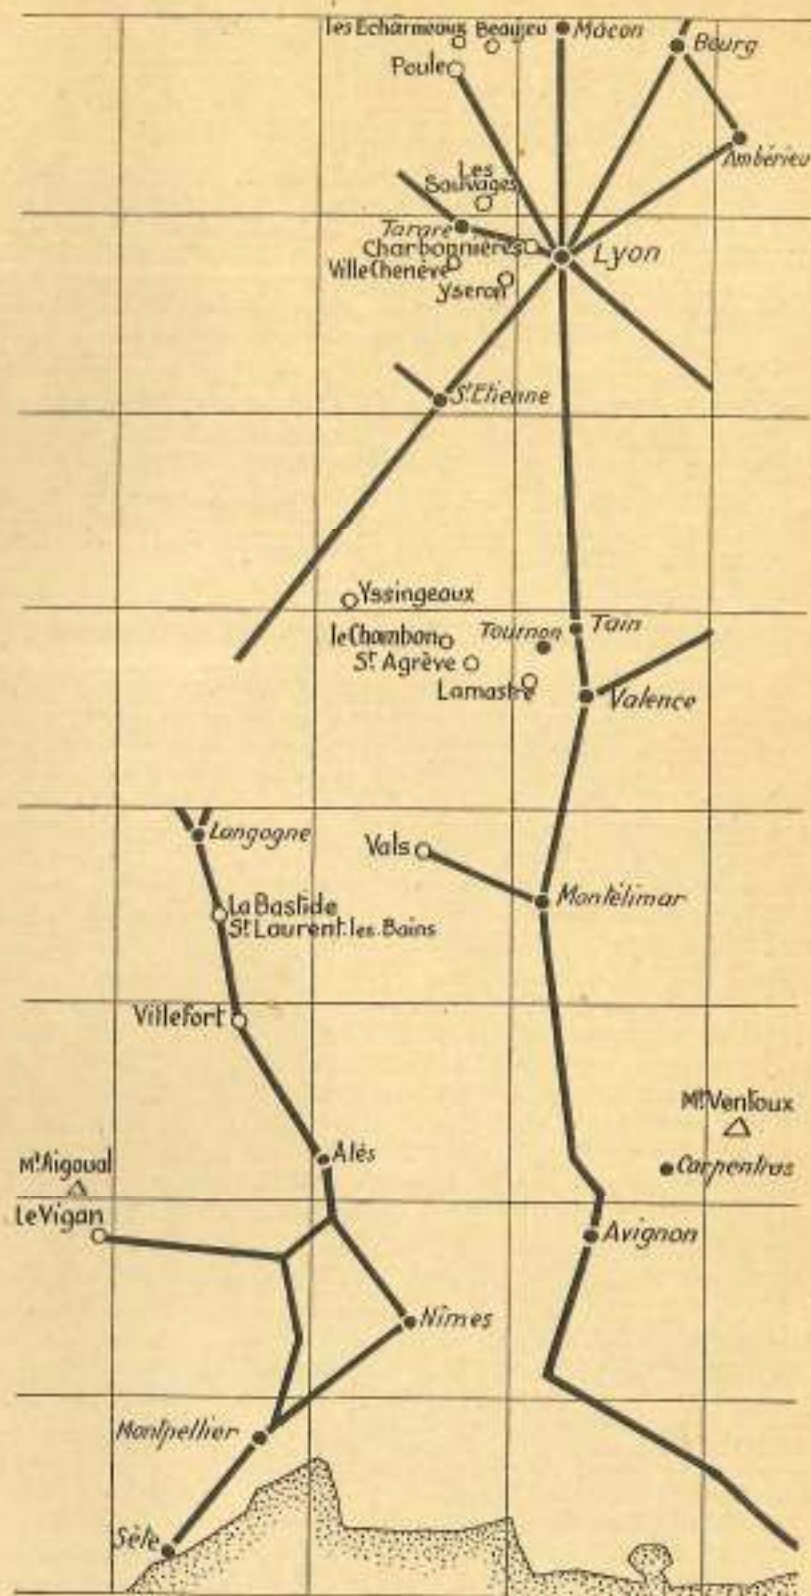 les Echarmeaux Beaujeu Mâcon
Bourg
Poule
Ambérieu
Les
Sauvages
Tarare
Charbonnières
Lyon
VilleChenève
Yseron
St Etienne
Yssingeaux
le Chambon Tournon Tain
St Agrève
Lamastre
Valence
Langogne
Vals
Montélimar
La Bastide
St Laurent.les.Bains
Villefort
Mt Ventoux
Alès
Mt Aigoual
Carpentras
Le Vigan
Avignon
Nîmes
Montpellier
Sète